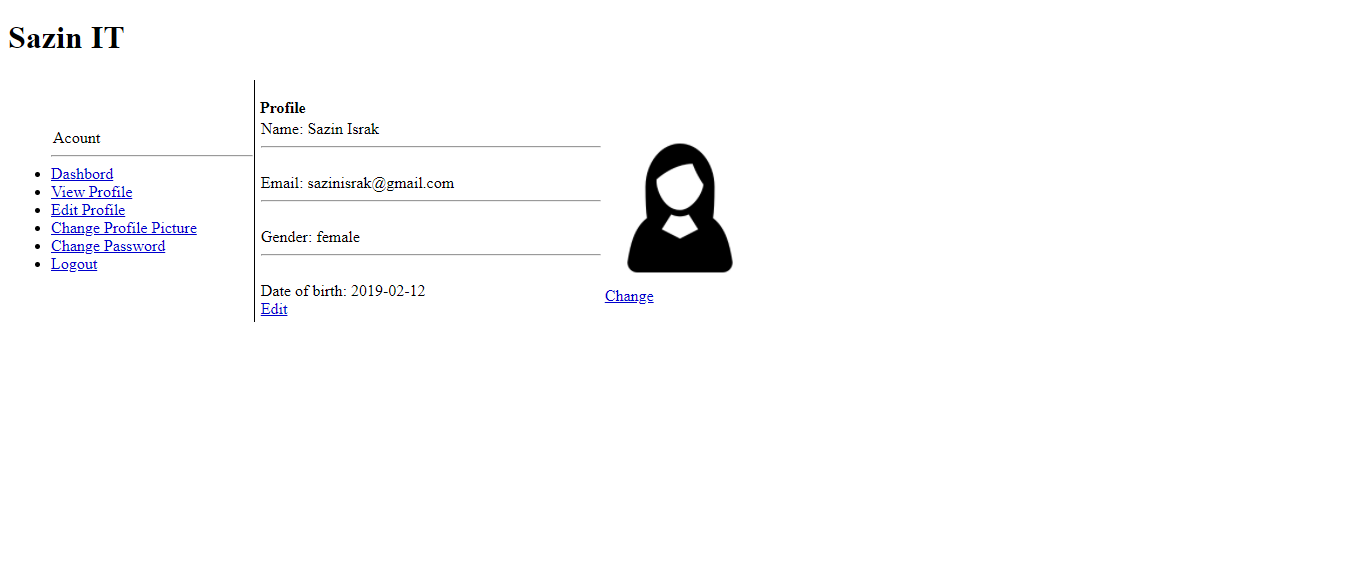 Sazin IT
Acount
Dashbord
View Profile
Edit Profile
Change Profile Picture
Change Password
Logout
Profile
Name: Sazin Israk
Email: sazinisrak@gmail.com
Gender: female
Date of birth: 2019-02-12
Edit
Change